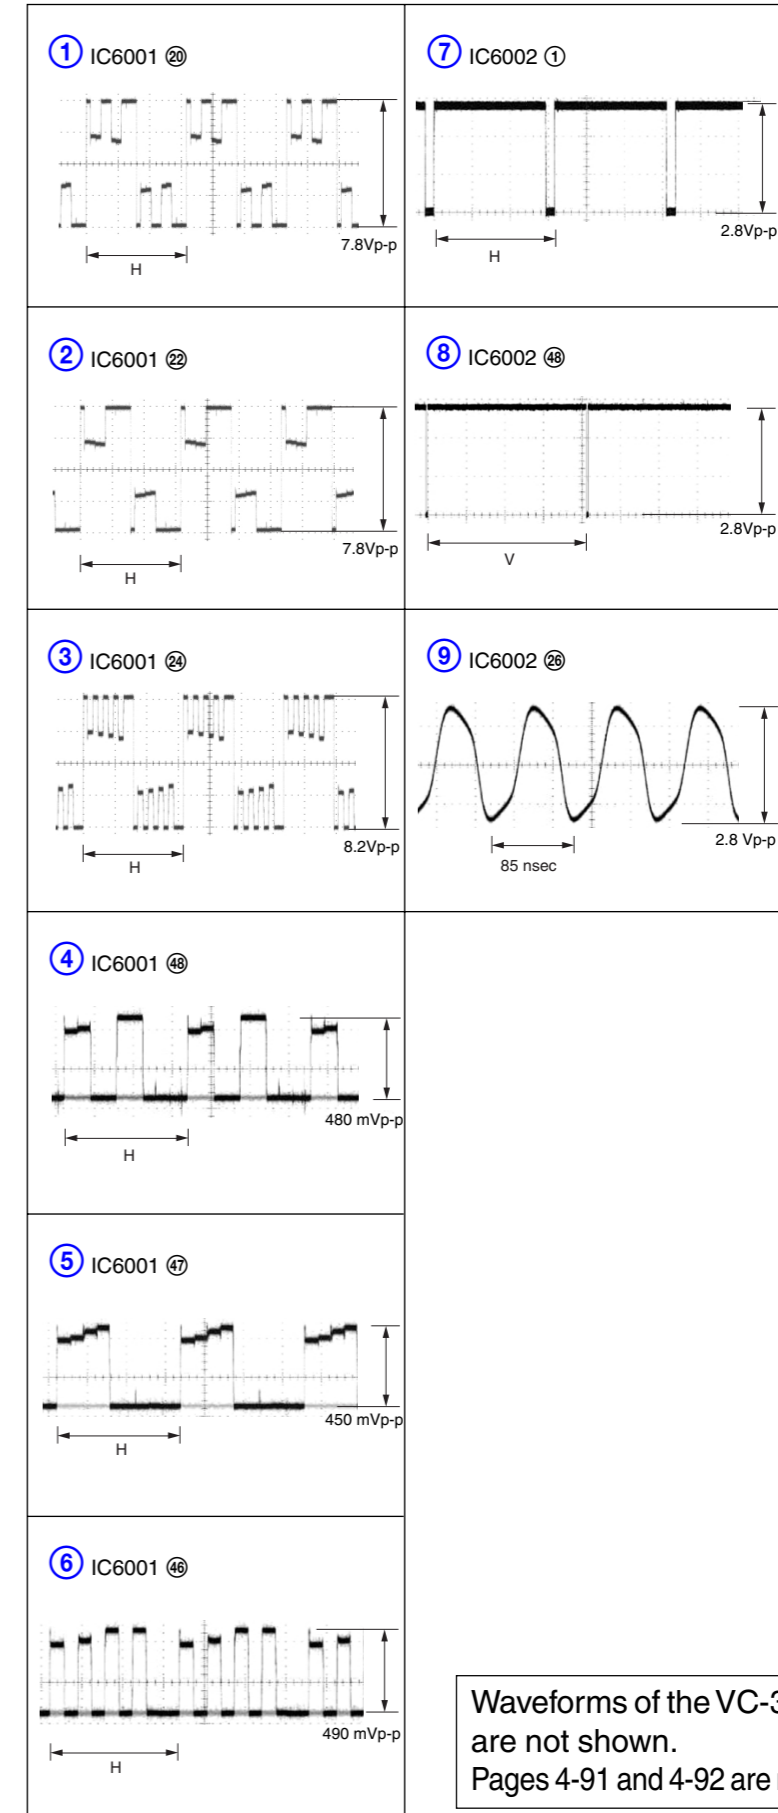 ① IC6001 ⑳
7.8Vp-p
H
② IC6001 ㉒
7.8Vp-p
H
③ IC6001 ㉔
8.2Vp-p
H
④ IC6001 ㊽
480 mVp-p
H
⑤ IC6001 ㊼
450 mVp-p
H
⑥ IC6001 ㊻
490 mVp-p
H
⑦ IC6002 ①
2.8Vp-p
H
⑧ IC6002 ㊽
2.8Vp-p
V
⑨ IC6002 ㉖
2.8 Vp-p
85 nsec
Waveforms of the VC-
are not shown.
Pages 4-91 and 4-92 are